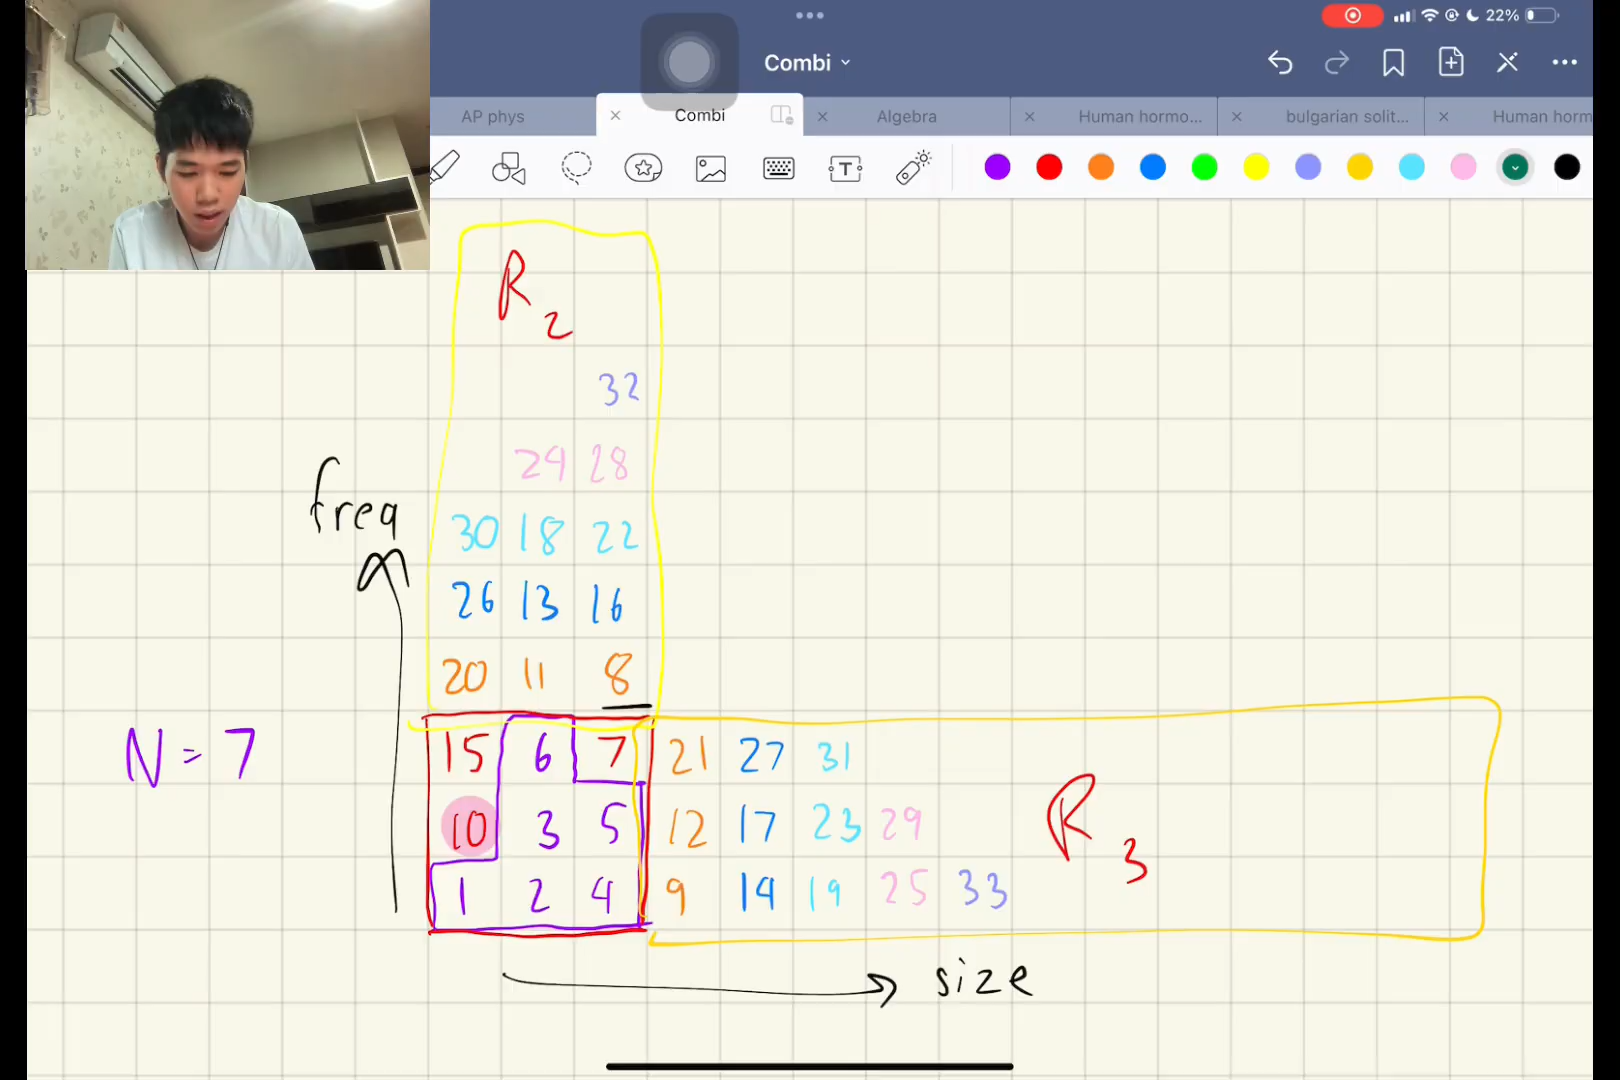 22%
Combi
AP phys
Combi
Algebra
Human hormo...
bulgarian solit...
Human horm
T
R2
32
29 28
freq
30 18 22
26 13 16
20 11 8
N = 7
15 6 7 21 27 31
10 3 5 12 17 23 29
R3
1 2 4 9 14 19 25 33
size